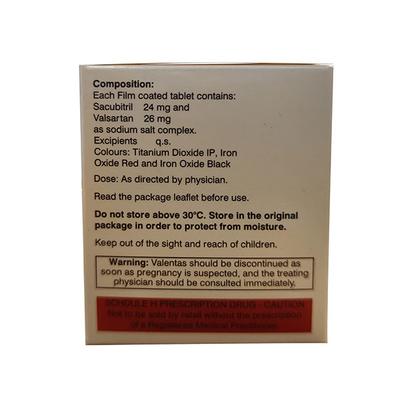 Composition:
Each Film coated tablet contains:
Sacubitril 24 mg and
Valsartan 26 mg
as sodium salt complex.
Excipients q.s.
Colours: Titanium Dioxide IP, Iron
Oxide Red and Iron Oxide Black
Dose: As directed by physician.
Read the package leaflet before use.
Do not store above 30°C. Store in the original
package in order to protect from moisture.
Keep out of the sight and reach of children.
Warning: Valentas should be discontinued as
soon as pregnancy is suspected, and the treating
physician should be consulted immediately.
SCHDULE H PRESCRIPTION DRUG - CAUTION
Not to be sold by retail without the prescription
of a Registered Medical Practitioner.